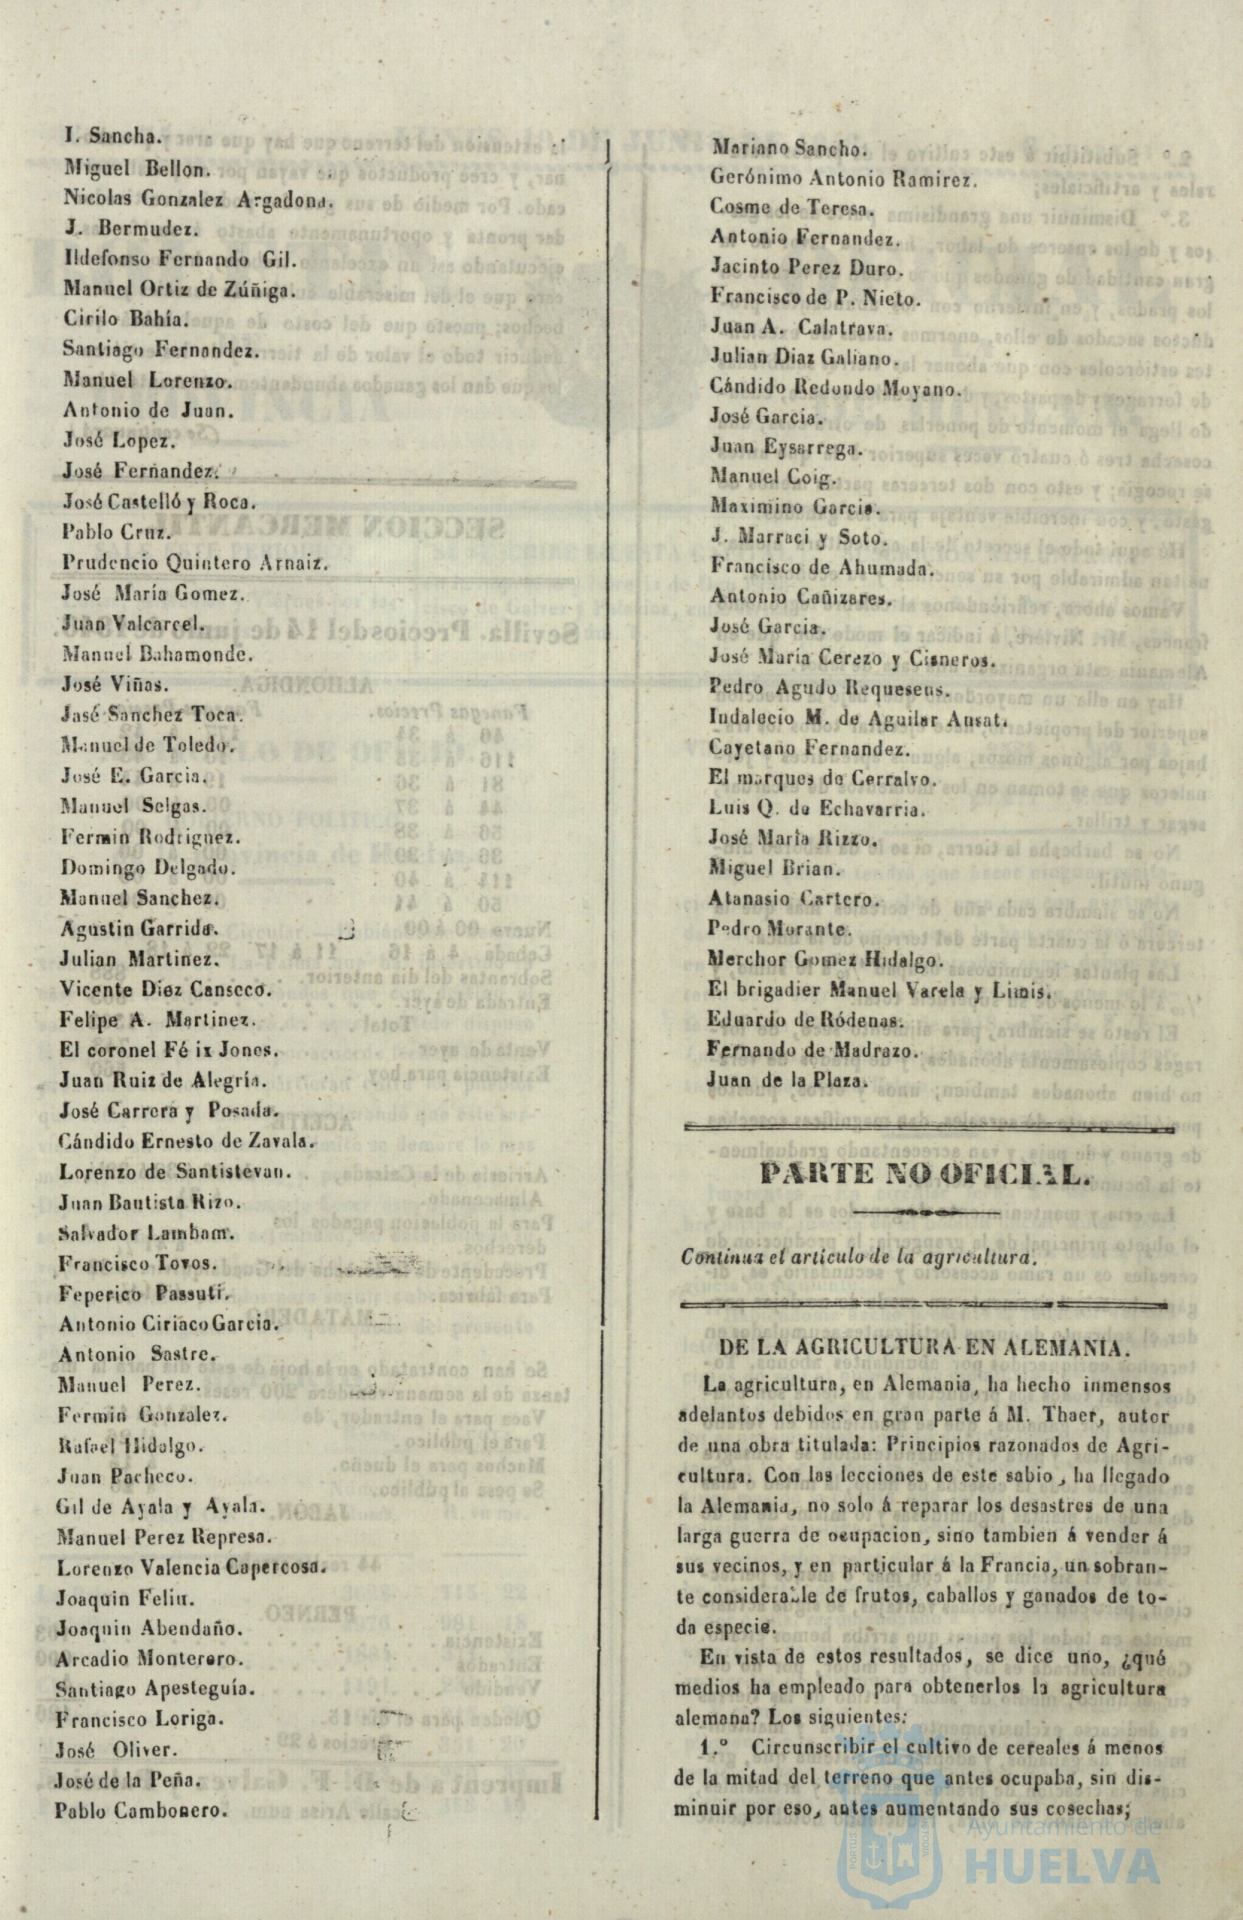 I. Sancha.
Miguel Bellon.
Nicolas Gonzalez Argadona.
J. Bermudez.
Ildefonso Fernando Gil.
Manuel Ortiz de Zúñiga.
Cirilo Bahía.
Santiago Fernandez.
Manuel Lorenzo.
Antonio de Juan.
José Lopez.
José Fernandez.
José Castelló y Roca.
Pablo Cruz.
Prudencio Quintero Arnaiz.
José María Gomez.
Juan Valcarcel.
Manuel Bahamonde.
José Viñas.
Jasé Sanchez Toca.
Manuel de Toledo.
José E. Garcia.
Manuel Selgas.
Fermin Rodriguez.
Domingo Delgado.
Manuel Sanchez.
Agustin Garrida.
Julian Martinez.
Vicente Diez Canseco.
Felipe A. Martinez.
El coronel Fé ix Jones.
Juan Ruiz de Alegría.
José Carrera y Posada.
Cándido Ernesto de Zavala.
Lorenzo de Santistevan.
Juan Bautista Rizo.
Salvador Lambam.
Francisco Tovos.
Feperico Passuti.
Antonio Ciriaco Garcia.
Antonio Sastre.
Manuel Perez.
Fermin Gonzalez.
Rafael Hidalgo.
Juan Pacheco.
Gil de Ayala y Ayala.
Manuel Perez Represa.
Lorenzo Valencia Capercosa.
Joaquin Feliu.
Joaquin Abendaño.
Arcadio Monterero.
Santiago Apesteguía.
Francisco Loriga.
José Oliver.
José de la Peña.
Pablo Cambonero.
Mariano Sancho.
Gerónimo Antonio Ramirez.
Cosme de Teresa.
Antonio Fernandez.
Jacinto Perez Duro.
Francisco de P. Nieto.
Juan A. Calatrava.
Julian Diaz Galiano.
Cándido Redondo Moyano.
José Garcia.
Juan Eysarrega.
Manuel Coig.
Maximino Garcia.
J. Marraci y Soto.
Francisco de Ahumada.
Antonio Cañizares.
José Garcia.
José María Cerezo y Cisneros.
Pedro Agudo Requesens.
Indalecio M. de Aguilar Ausat.
Cayetano Fernandez.
El marques de Cerralvo.
Luis Q. de Echavarria.
José María Rizzo.
Miguel Brian.
Atanasio Cartero.
Pedro Morante.
Merchor Gomez Hidalgo.
El brigadier Manuel Varela y Limis.
Eduardo de Ródenas.
Fernando de Madrazo.
Juan de la Plaza.
PARTE NO OFICIAL.
Continua el artículo de la agricultura.
DE LA AGRICULTURA EN ALEMANIA.
La agricultura, en Alemania, ha hecho inmensos
adelantos debidos en gran parte á M. Thaer, autor
de una obra titulada: Principios razonados de Agri-
cultura. Con las lecciones de este sabio, ha llegado
la Alemania, no solo á reparar los desastres de una
larga guerra de ocupacion, sino tambien á vender á
sus vecinos, y en particular á la Francia, un sobran-
te considerable de frutos, caballos y ganados de to-
da especie.
En vista de estos resultados, se dice uno, ¿qué
medios ha empleado para obtenerlos la agricultura
alemana? Los siguientes:
1.º Circunscribir el cultivo de cereales á menos
de la mitad del terreno que antes ocupaba, sin dis-
minuir por eso, antes aumentando sus cosechas;
Ayuntamiento de
HUELVA